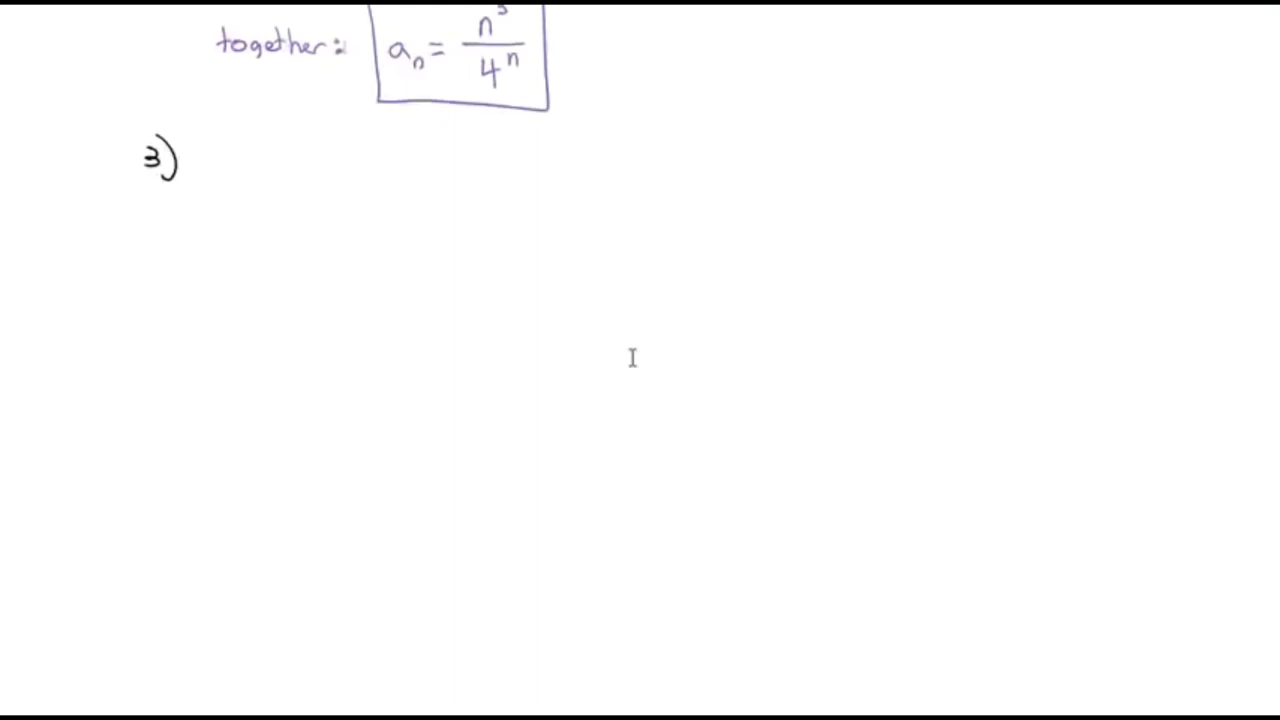 together: aₙ = n³/4ⁿ
3)